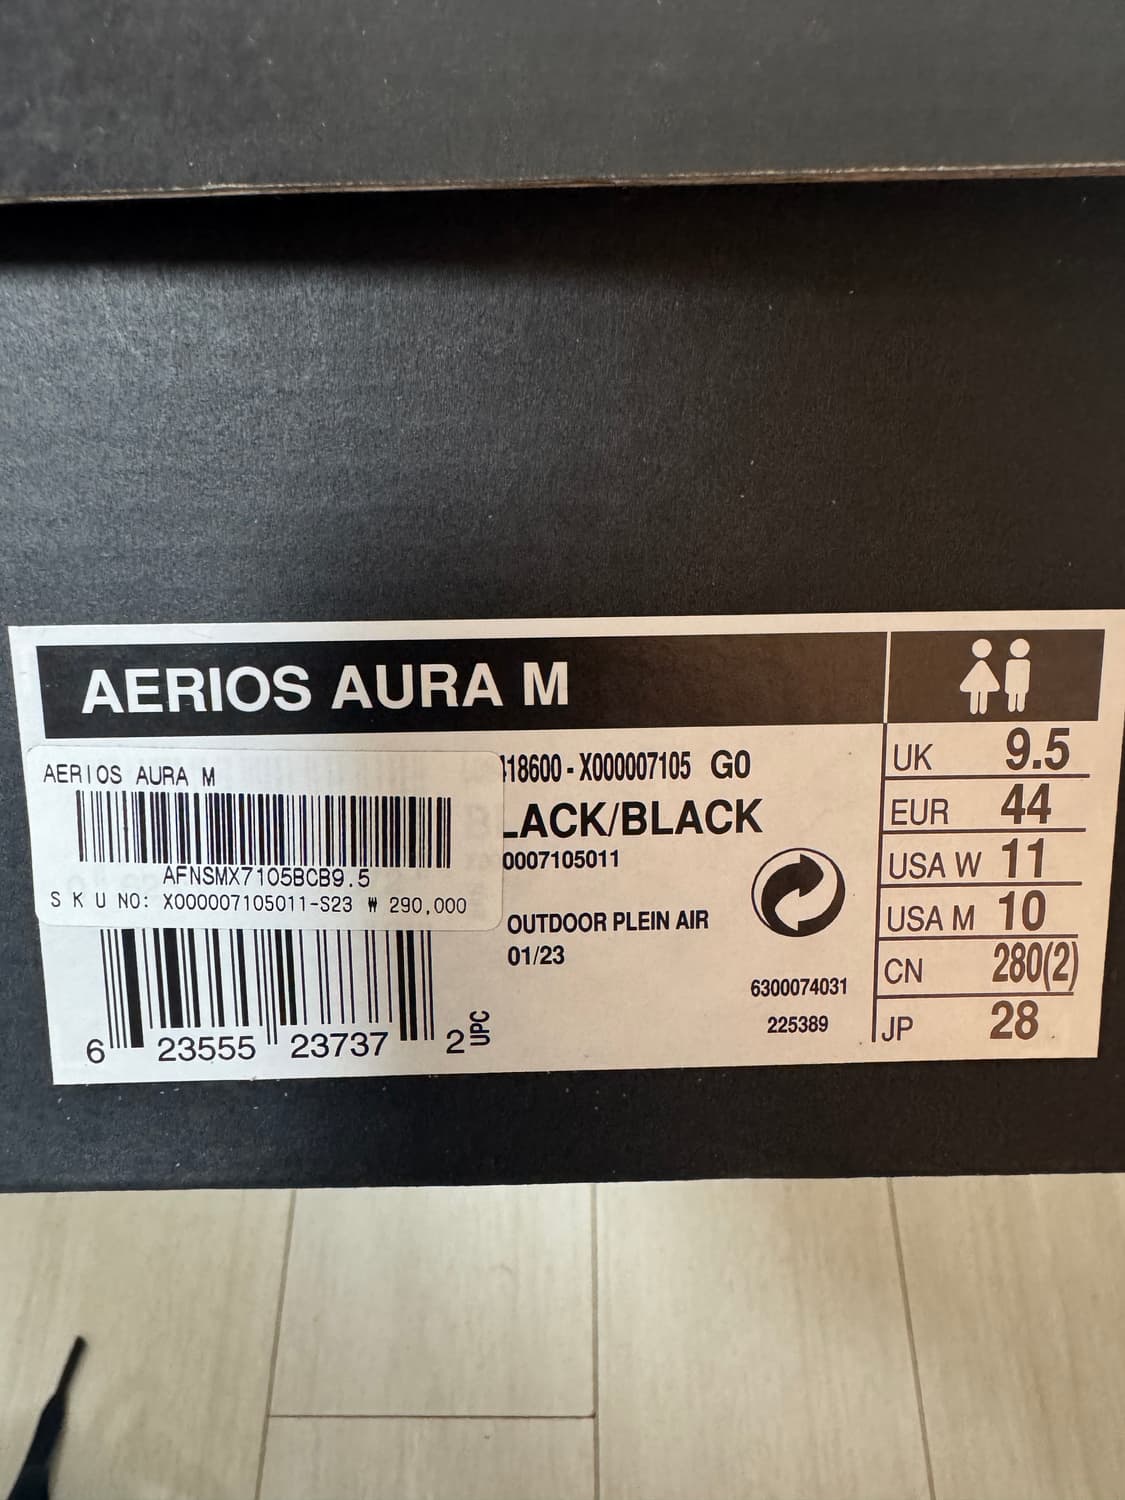 AERIOS AURA M
AERIOS AURA M
AFNSMX7105BCB9.5
SKU NO: X000007105011-S23 ₩ 290,000
18600 - X000007105 G0
LACK/BLACK
0007105011
OUTDOOR PLEIN AIR
01/23
6 23555 23737 2 UPC
6300074031
225389
UK 9.5
EUR 44
USA W 11
USA M 10
CN 280(2)
JP 28